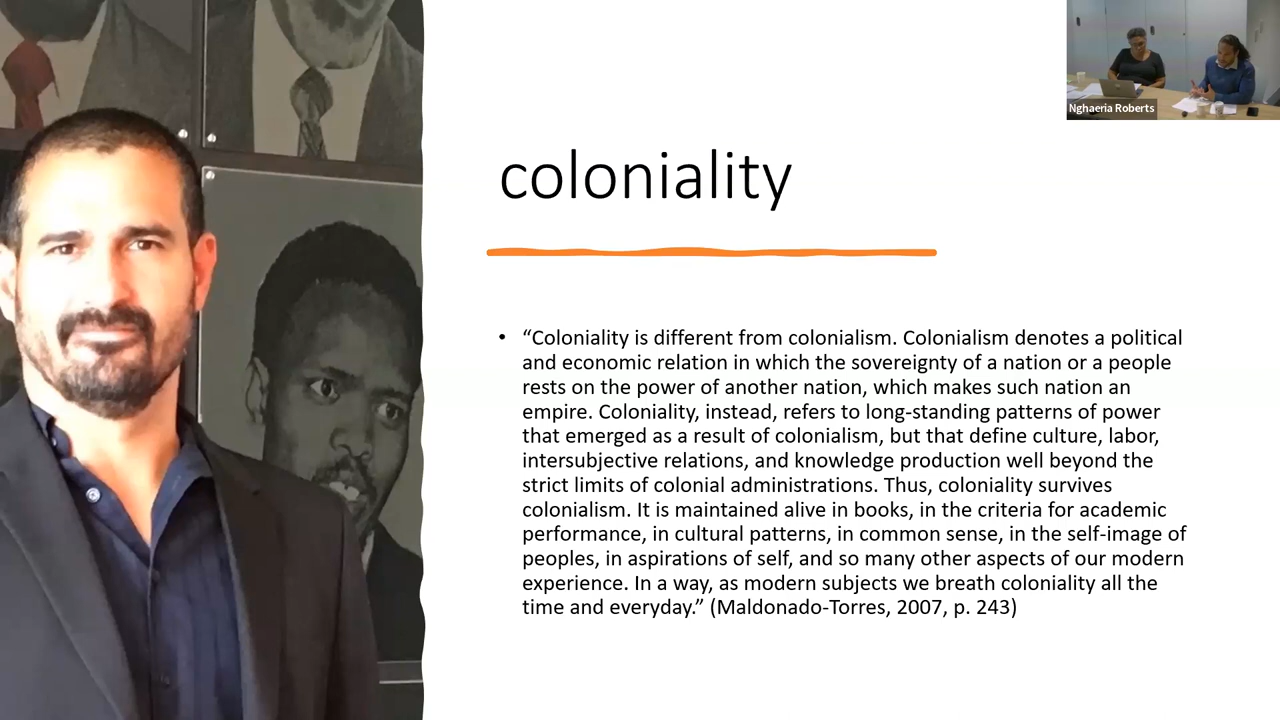 Nghaeria Roberts
coloniality
• “Coloniality is different from colonialism. Colonialism denotes a political
and economic relation in which the sovereignty of a nation or a people
rests on the power of another nation, which makes such nation an
empire. Coloniality, instead, refers to long-standing patterns of power
that emerged as a result of colonialism, but that define culture, labor,
intersubjective relations, and knowledge production well beyond the
strict limits of colonial administrations. Thus, coloniality survives
colonialism. It is maintained alive in books, in the criteria for academic
performance, in cultural patterns, in common sense, in the self-image of
peoples, in aspirations of self, and so many other aspects of our modern
experience. In a way, as modern subjects we breath coloniality all the
time and everyday.” (Maldonado-Torres, 2007, p. 243)